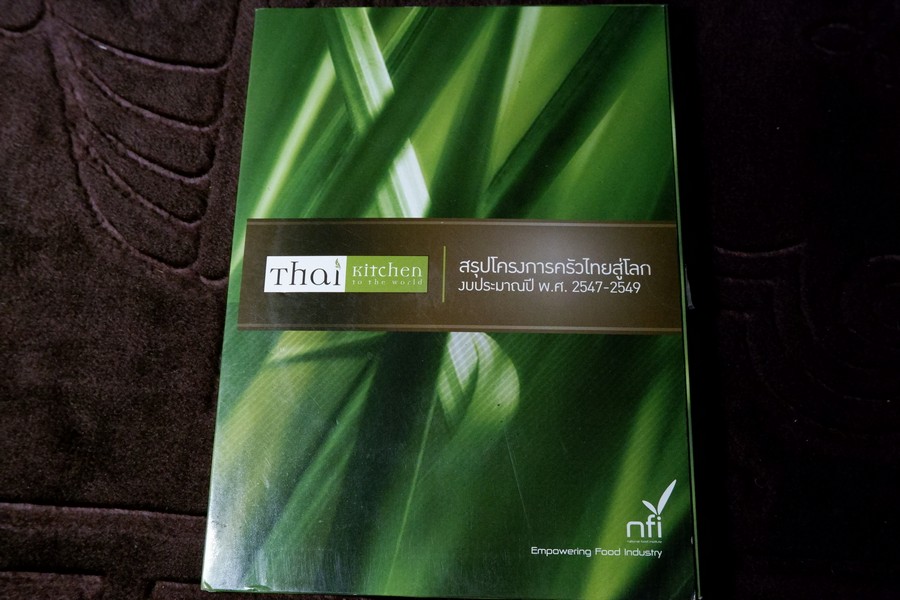 Thai Kitchen
to the world
สรุปโครงการครัวไทยสู่โลก
งบประมาณปี พ.ศ. 2547-2549
nfi
Empowering Food Industry